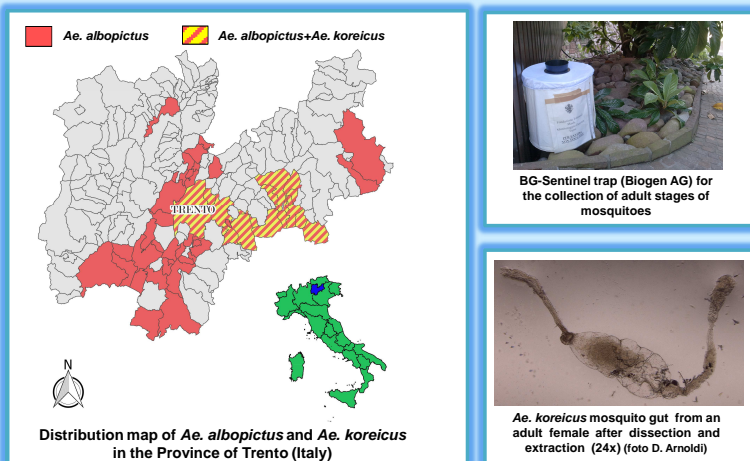 Ae. albopictus
Ae. albopictus+Ae. koreicus
TRENTO
N
Distribution map of Ae. albopictus and Ae. koreicus
in the Province of Trento (Italy)
BG-Sentinel trap (Biogen AG) for
the collection of adult stages of
mosquitoes
Ae. koreicus mosquito gut from an
adult female after dissection and
extraction (24x) (foto D. Arnoldi)